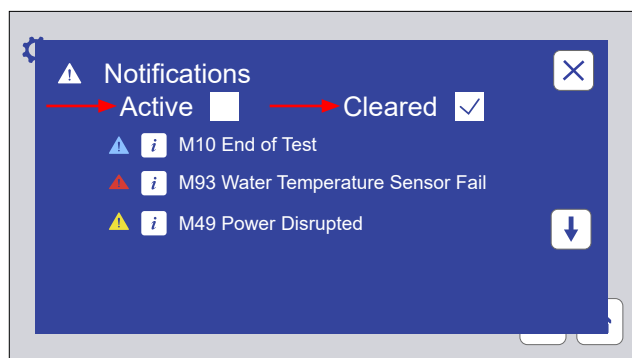 Notifications
Active Cleared
i M10 End of Test
i M93 Water Temperature Sensor Fail
i M49 Power Disrupted